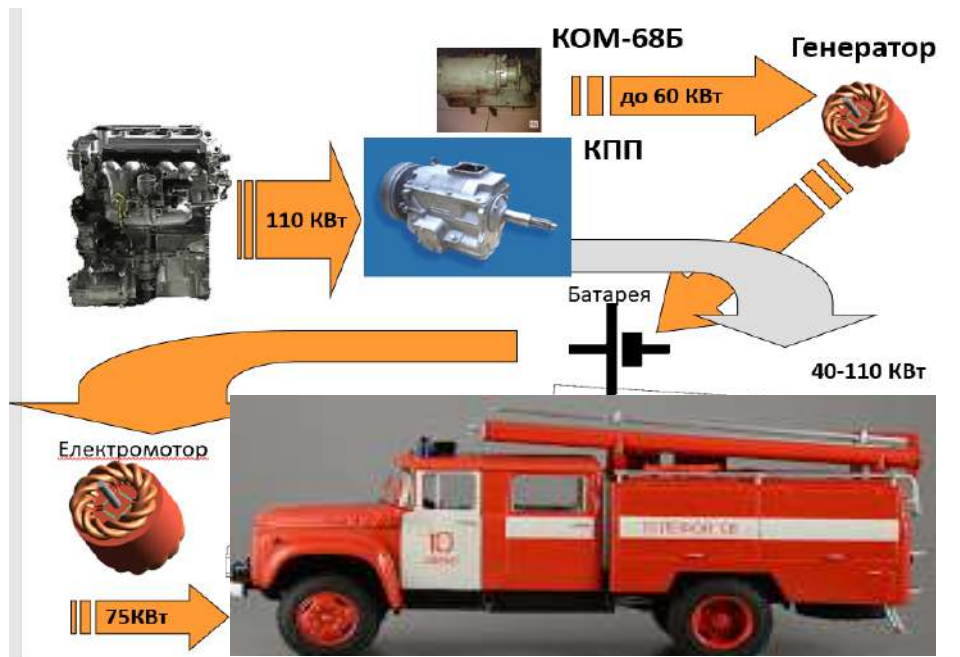 КОМ-68Б
Генератор
до 60 КВт
КПП
110 КВт
Батарея
40-110 КВт
Електромотор
10
75КВт